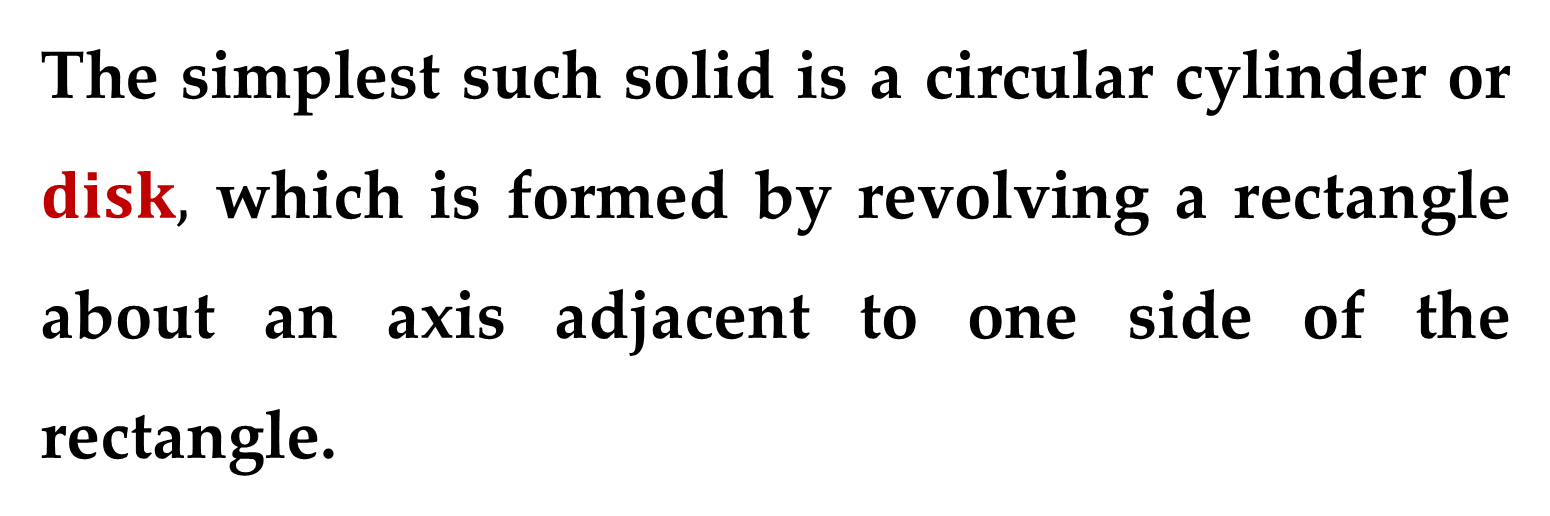 The simplest such solid is a circular cylinder or
disk, which is formed by revolving a rectangle
about an axis adjacent to one side of the
rectangle.